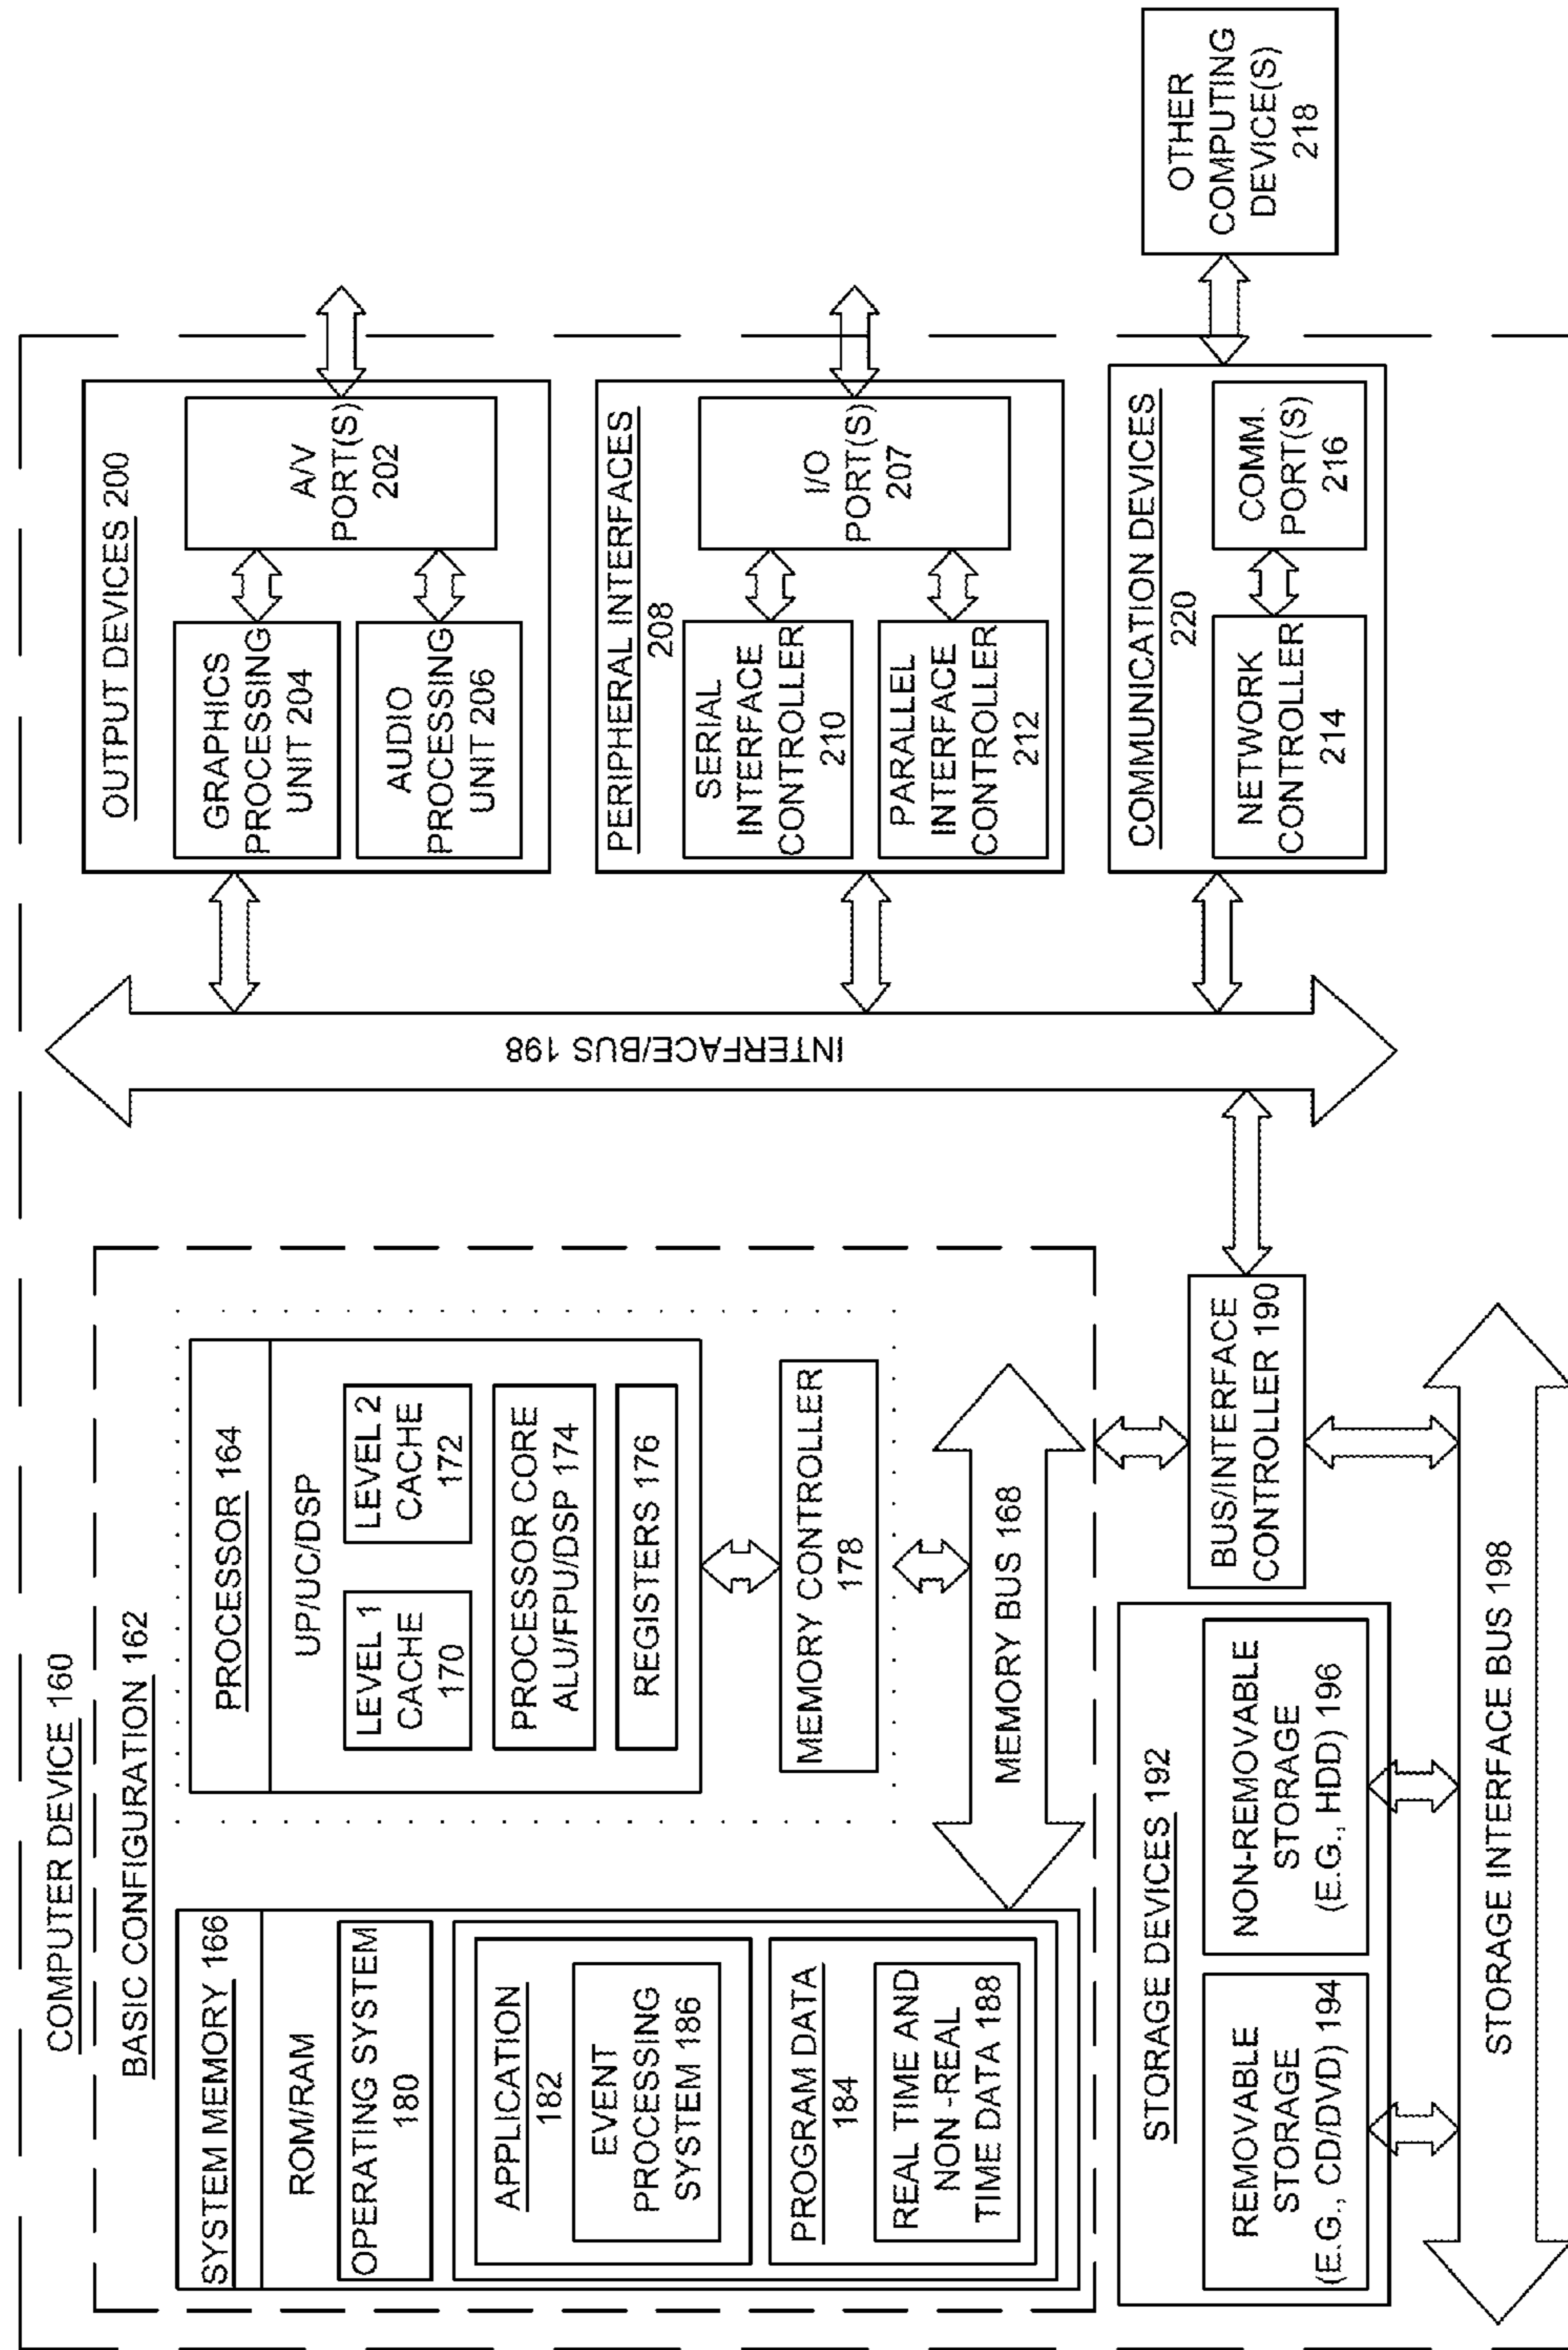 COMPUTER DEVICE 160
BASIC CONFIGURATION 162
SYSTEM MEMORY 166
ROM/RAM
OPERATING SYSTEM
180
APPLICATION
182
EVENT
PROCESSING
SYSTEM 186
PROGRAM DATA
184
REAL TIME AND
NON -REAL
TIME DATA 188
PROCESSOR 164
UP/UC/DSP
LEVEL 1
CACHE
170
LEVEL 2
CACHE
172
PROCESSOR CORE
ALU/FPU/DSP 174
REGISTERS 176
MEMORY CONTROLLER
178
MEMORY BUS 168
BUS/INTERFACE
CONTROLLER 190
STORAGE DEVICES 192
REMOVABLE
STORAGE
(E.G., CD/DVD) 194
NON-REMOVABLE
STORAGE
(E.G., HDD) 196
STORAGE INTERFACE BUS 198
INTERFACE/BUS 198
OUTPUT DEVICES 200
GRAPHICS
PROCESSING
UNIT 204
AUDIO
PROCESSING
UNIT 206
A/V
PORT(S)
202
PERIPHERAL INTERFACES
208
SERIAL
INTERFACE
CONTROLLER
210
PARALLEL
INTERFACE
CONTROLLER
212
I/O
PORT(S)
207
COMMUNICATION DEVICES
220
NETWORK
CONTROLLER
214
COMM.
PORT(S)
216
OTHER
COMPUTING
DEVICE(S)
218